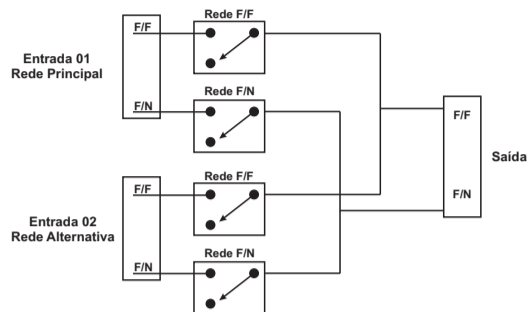 Entrada 01
Rede Principal
F/F
F/N
Rede F/F
Rede F/N
Entrada 02
Rede Alternativa
F/F
F/N
Rede F/F
Rede F/N
F/F
F/N
Saída